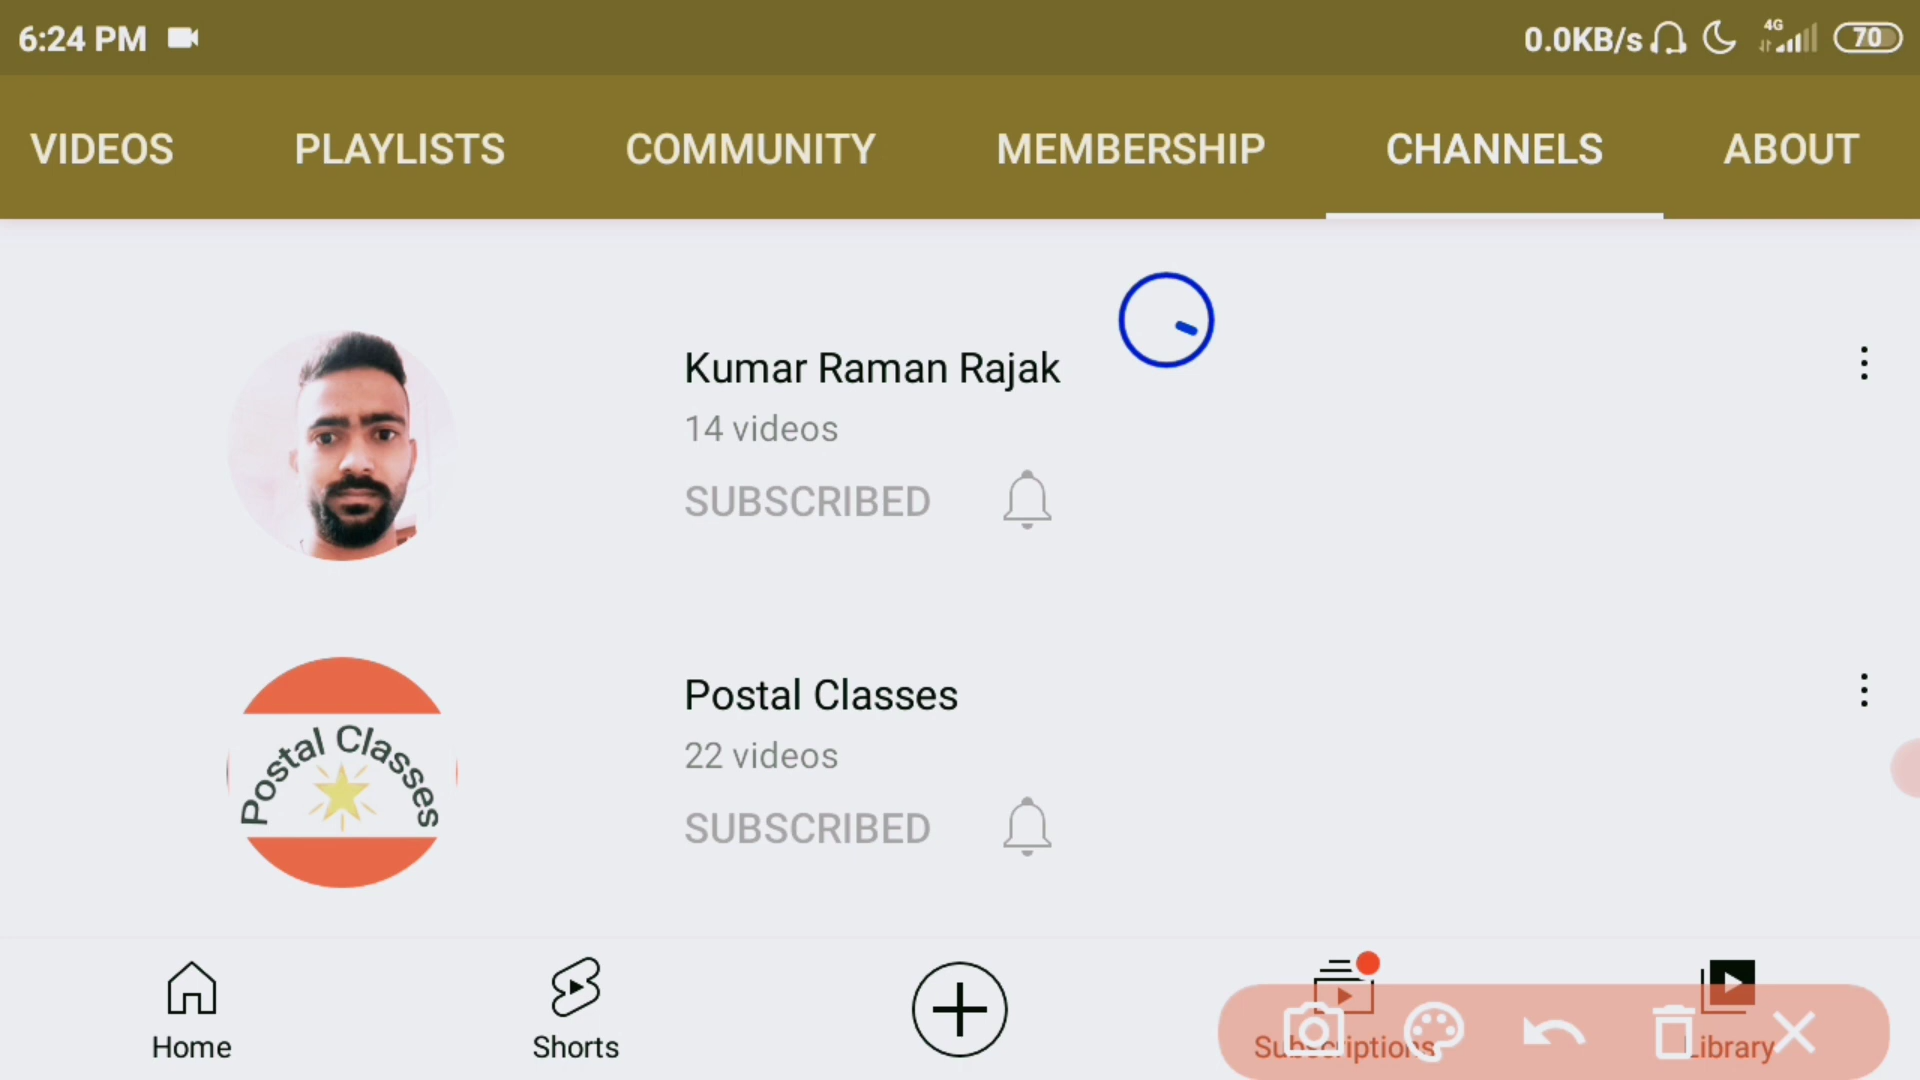 6:24 PM
0.0KB/s 4G 70
VIDEOS PLAYLISTS COMMUNITY MEMBERSHIP CHANNELS ABOUT
Kumar Raman Rajak
14 videos
SUBSCRIBED
Postal Classes
Postal Classes
22 videos
SUBSCRIBED
Home Shorts Subscriptions Library